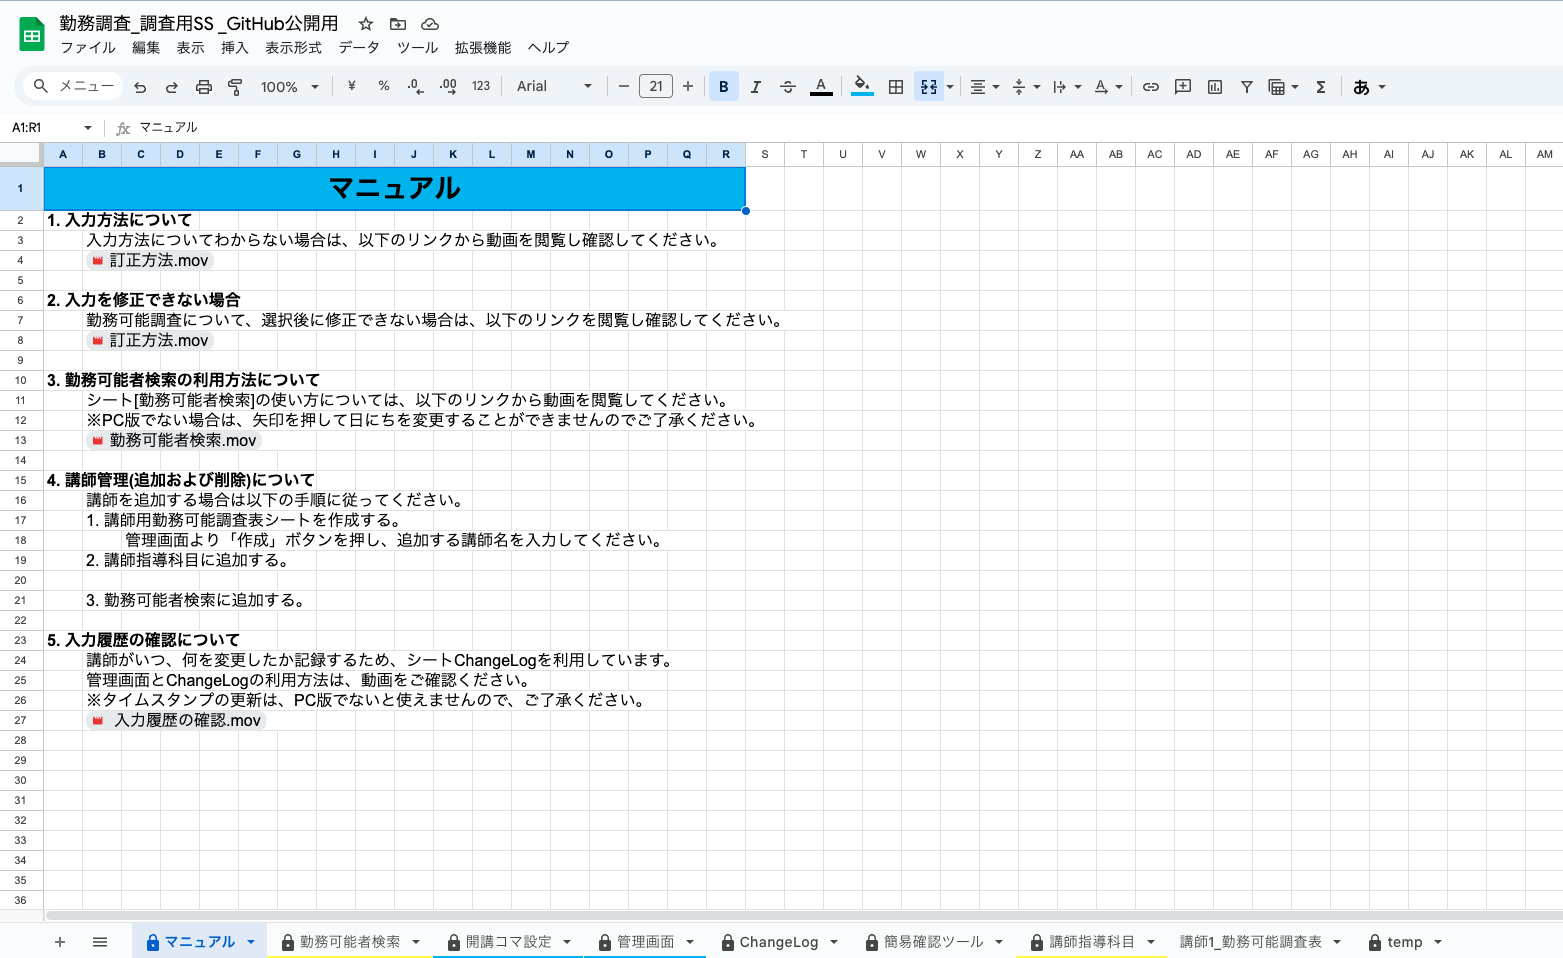 勤務調査_調査用SS _GitHub公開用
ファイル 編集 表示 挿入 表示形式 データ ツール 拡張機能 ヘルプ
メニュー 100% ¥ % .0 .00 123 Arial 21 B I A あ
A1:R1 fx マニュアル
A B C D E F G H I J K L M N O P Q R S T U V W X Y Z AA AB AC AD AE AF AG AH AI AJ AK AL AM
1 マニュアル
2 1. 入力方法について
3 入力方法についてわからない場合は、以下のリンクから動画を閲覧し確認してください。
4 訂正方法.mov
5
6 2. 入力を修正できない場合
7 勤務可能調査について、選択後に修正できない場合は、以下のリンクを閲覧し確認してください。
8 訂正方法.mov
9
10 3. 勤務可能者検索の利用方法について
11 シート[勤務可能者検索]の使い方については、以下のリンクから動画を閲覧してください。
12 ※PC版でない場合は、矢印を押して日にちを変更することができませんのでご了承ください。
13 勤務可能者検索.mov
14
15 4. 講師管理(追加および削除)について
16 講師を追加する場合は以下の手順に従ってください。
17 1. 講師用勤務可能調査表シートを作成する。
18 管理画面より「作成」ボタンを押し、追加する講師名を入力してください。
19 2. 講師指導科目に追加する。
20
21 3. 勤務可能者検索に追加する。
22
23 5. 入力履歴の確認について
24 講師がいつ、何を変更したか記録するため、シートChangeLogを利用しています。
25 管理画面とChangeLogの利用方法は、動画をご確認ください。
26 ※タイムスタンプの更新は、PC版でないと使えませんので、ご了承ください。
27 入力履歴の確認.mov
28
29
30
31
32
33
34
35
36
マニュアル 勤務可能者検索 開講コマ設定 管理画面 ChangeLog 簡易確認ツール 講師指導科目 講師1_勤務可能調査表 temp